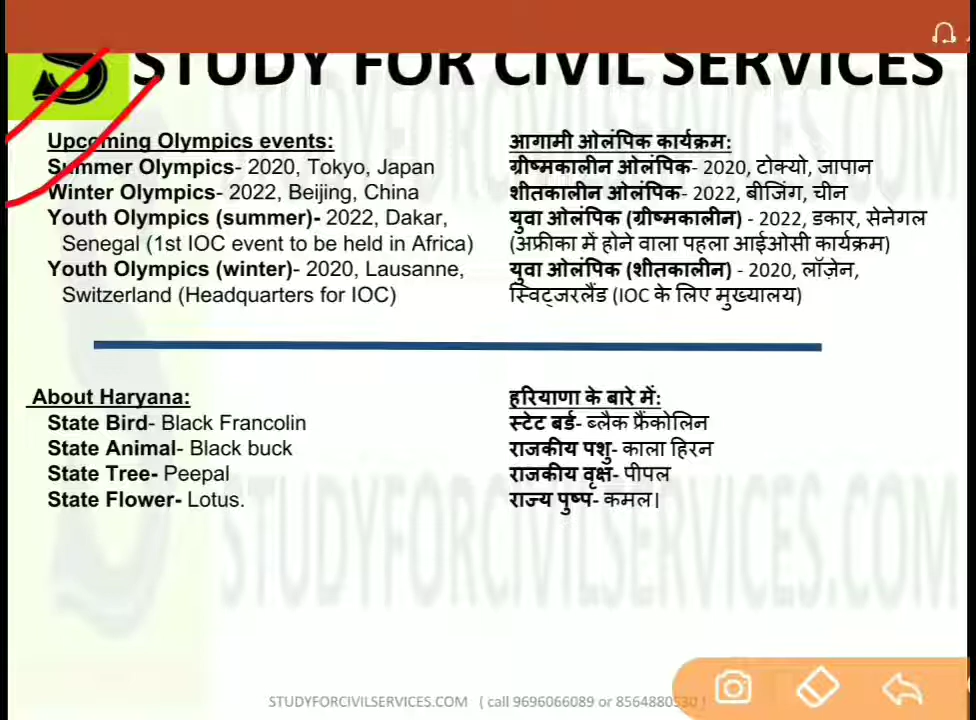 STUDY FOR CIVIL SERVICES
Upcoming Olympics events:
Summer Olympics- 2020, Tokyo, Japan
Winter Olympics- 2022, Beijing, China
Youth Olympics (summer)- 2022, Dakar,
Senegal (1st IOC event to be held in Africa)
Youth Olympics (winter)- 2020, Lausanne,
Switzerland (Headquarters for IOC)
आगामी ओलंपिक कार्यक्रम:
ग्रीष्मकालीन ओलंपिक- 2020, टोक्यो, जापान
शीतकालीन ओलंपिक- 2022, बीजिंग, चीन
युवा ओलंपिक (ग्रीष्मकालीन) - 2022, डकार, सेनेगल
(अफ्रीका में होने वाला पहला आईओसी कार्यक्रम)
युवा ओलंपिक (शीतकालीन) - 2020, लॉज़ेन,
स्विट्जरलैंड (IOC के लिए मुख्यालय)
About Haryana:
State Bird- Black Francolin
State Animal- Black buck
State Tree- Peepal
State Flower- Lotus.
हरियाणा के बारे में:
स्टेट बर्ड- ब्लैक फ्रैंकोलिन
राजकीय पशु- काला हिरन
राजकीय वृक्ष- पीपल
राज्य पुष्प- कमल।
STUDYFORCIVILSERVICES.COM
STUDYFORCIVILSERVICES.COM ( call 9696066089 or 8564880530 )